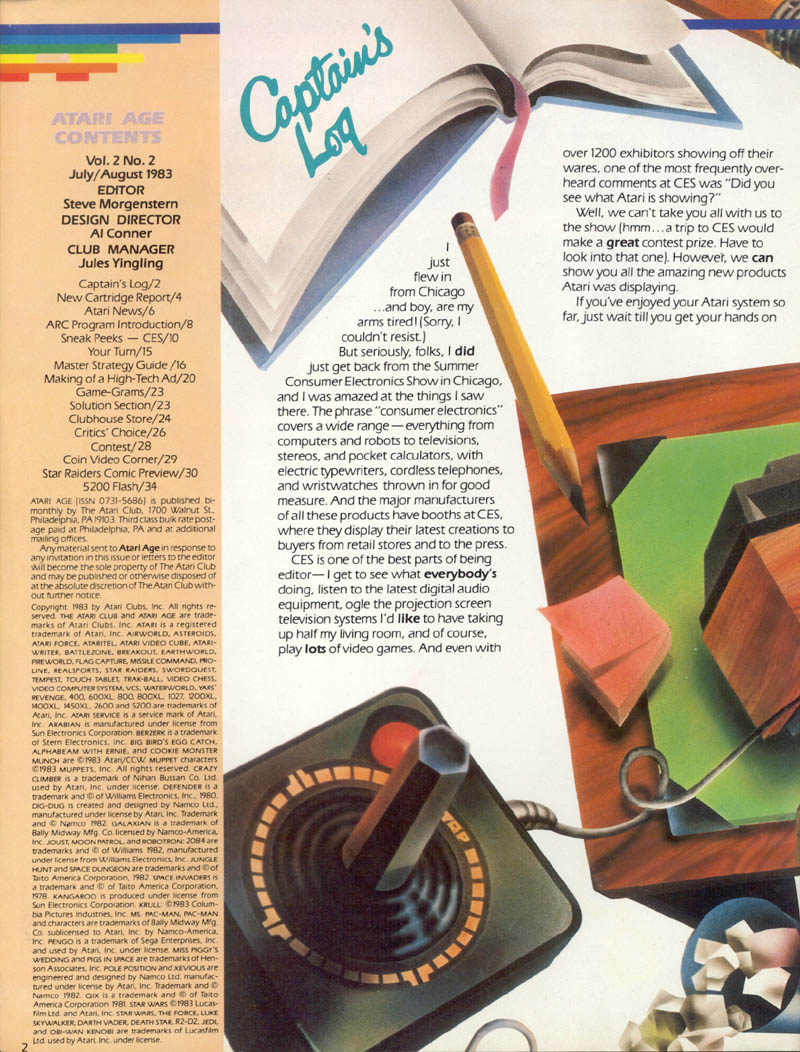 ATARI AGE
CONTENTS
Vol. 2 No. 2
July/August 1983
EDITOR
Steve Morgenstern
DESIGN DIRECTOR
Al Conner
CLUB MANAGER
Jules Yingling
Captain's Log/2
New Cartridge Report/4
Atari News/6
ARC Program Introduction/8
Sneak Peeks — CES/10
Your Turn/15
Master Strategy Guide /16
Making of a High-Tech Ad/20
Game-Grams/23
Solution Section/23
Clubhouse Store/24
Critics' Choice/26
Contest/28
Coin Video Corner/29
Star Raiders Comic Preview/30
5200 Flash/34
ATARI AGE (ISSN 0731-5686) is published bi-
monthly by The Atari Club, 1700 Walnut St.,
Philadelphia, PA 19103. Third class bulk rate post-
age paid at Philadelphia, PA and at additional
mailing offices.
Any material sent to Atari Age in response to
any invitation in this issue or letters to the editor
will become the sole property of The Atari Club
and may be published or otherwise disposed of
at the absolute discretion of The Atari Club with-
out further notice.
Copyright 1983 by Atari Clubs, Inc. All rights re-
served. THE ATARI CLUB and ATARI AGE are trade-
marks of Atari Clubs, Inc. ATARI is a registered
trademark of Atari, Inc. AIRWORLD, ASTEROIDS,
ATARI FORCE, ATARITEL, ATARI VIDEO CUBE, ATARI-
WRITER, BATTLEZONE, BREAKOUT, EARTHWORLD,
FIREWORLD, FLAG CAPTURE, MISSILE COMMAND, PRO-
LINE, REALSPORTS, STAR RAIDERS, SWORDQUEST,
TEMPEST, TOUCH TABLET, TRAK-BALL, VIDEO CHESS,
VIDEO COMPUTER SYSTEM, VCS, WATERWORLD, YARS'
REVENGE, 400, 600XL, 800, 800XL, 1027, 1200XL,
1400XL, 1450XL, 2600 and 5200 are trademarks of
Atari, Inc. ATARI SERVICE is a service mark of Atari,
Inc. ARABIAN is manufactured under license from
Sun Electronics Corporation. BERZERK is a trademark
of Stern Electronics, Inc. BIG BIRD'S EGG CATCH,
ALPHABEAM WITH ERNIE, and COOKIE MONSTER
MUNCH are ©1983 Atari/CCW. MUPPET characters
©1983 MUPPETS, Inc. All rights reserved. CRAZY
CLIMBER is a trademark of Nihan Bussan Co. Ltd.
used by Atari, Inc. under license. DEFENDER is a
trademark and © of Williams Electronics, Inc., 1980.
DIG-DUG is created and designed by Namco Ltd.,
manufactured under license by Atari, Inc. Trademark
and © Namco 1982. GALAXIAN is a trademark of
Bally Midway Mfg. Co. licensed by Namco-America,
Inc. JOUST, MOON PATROL, and ROBOTRON: 2084 are
trademarks and © of Williams 1982, manufactured
under license from Williams Electronics, Inc. JUNGLE
HUNT and SPACE DUNGEON are trademarks and © of
Taito America Corporation, 1982. SPACE INVADERS is
a trademark and © of Taito America Corporation,
1978. KANGAROO is produced under license from
Sun Electronics Corporation. KRULL: ©1983 Colum-
bia Pictures Industries, Inc. MS. PAC-MAN, PAC-MAN
and characters are trademarks of Bally Midway Mfg.
Co. sublicensed to Atari, Inc. by Namco-America,
Inc. PENGO is a trademark of Sega Enterprises, Inc.
and used by Atari, Inc. under license. MISS PIGGY'S
WEDDING and PIGS IN SPACE are trademarks of Hen-
son Associates, Inc. POLE POSITION and XEVIOUS are
engineered and designed by Namco Ltd. manufac-
tured under license by Atari, Inc. Trademark and ©
Namco 1982. QIX is a trademark and © of Taito
America Corporation 1981. STAR WARS ©1983 Lucas-
film Ltd. and Atari, Inc. STAR WARS, THE FORCE, LUKE
SKYWALKER, DARTH VADER, DEATH STAR, R2-D2, JEDI,
and OBI-WAN KENOBI are trademarks of Lucasfilm
Ltd. used by Atari, Inc. under license.
2
Captain's
Log
I
just
flew in
from Chicago
...and boy, are my
arms tired! (Sorry, I
couldn't resist.)
But seriously, folks, I did
just get back from the Summer
Consumer Electronics Show in Chicago,
and I was amazed at the things I saw
there. The phrase "consumer electronics"
covers a wide range—everything from
computers and robots to televisions,
stereos, and pocket calculators, with
electric typewriters, cordless telephones,
and wristwatches thrown in for good
measure. And the major manufacturers
of all these products have booths at CES,
where they display their latest creations to
buyers from retail stores and to the press.
CES is one of the best parts of being
editor—I get to see what everybody's
doing, listen to the latest digital audio
equipment, ogle the projection screen
television systems I'd like to have taking
up half my living room, and of course,
play lots of video games. And even with
over 1200 exhibitors showing off their
wares, one of the most frequently over-
heard comments at CES was "Did you
see what Atari is showing?"
Well, we can't take you all with us to
the show (hmm...a trip to CES would
make a great contest prize. Have to
look into that one). However, we can
show you all the amazing new products
Atari was displaying.
If you've enjoyed your Atari system so
far, just wait till you get your hands on
TOP